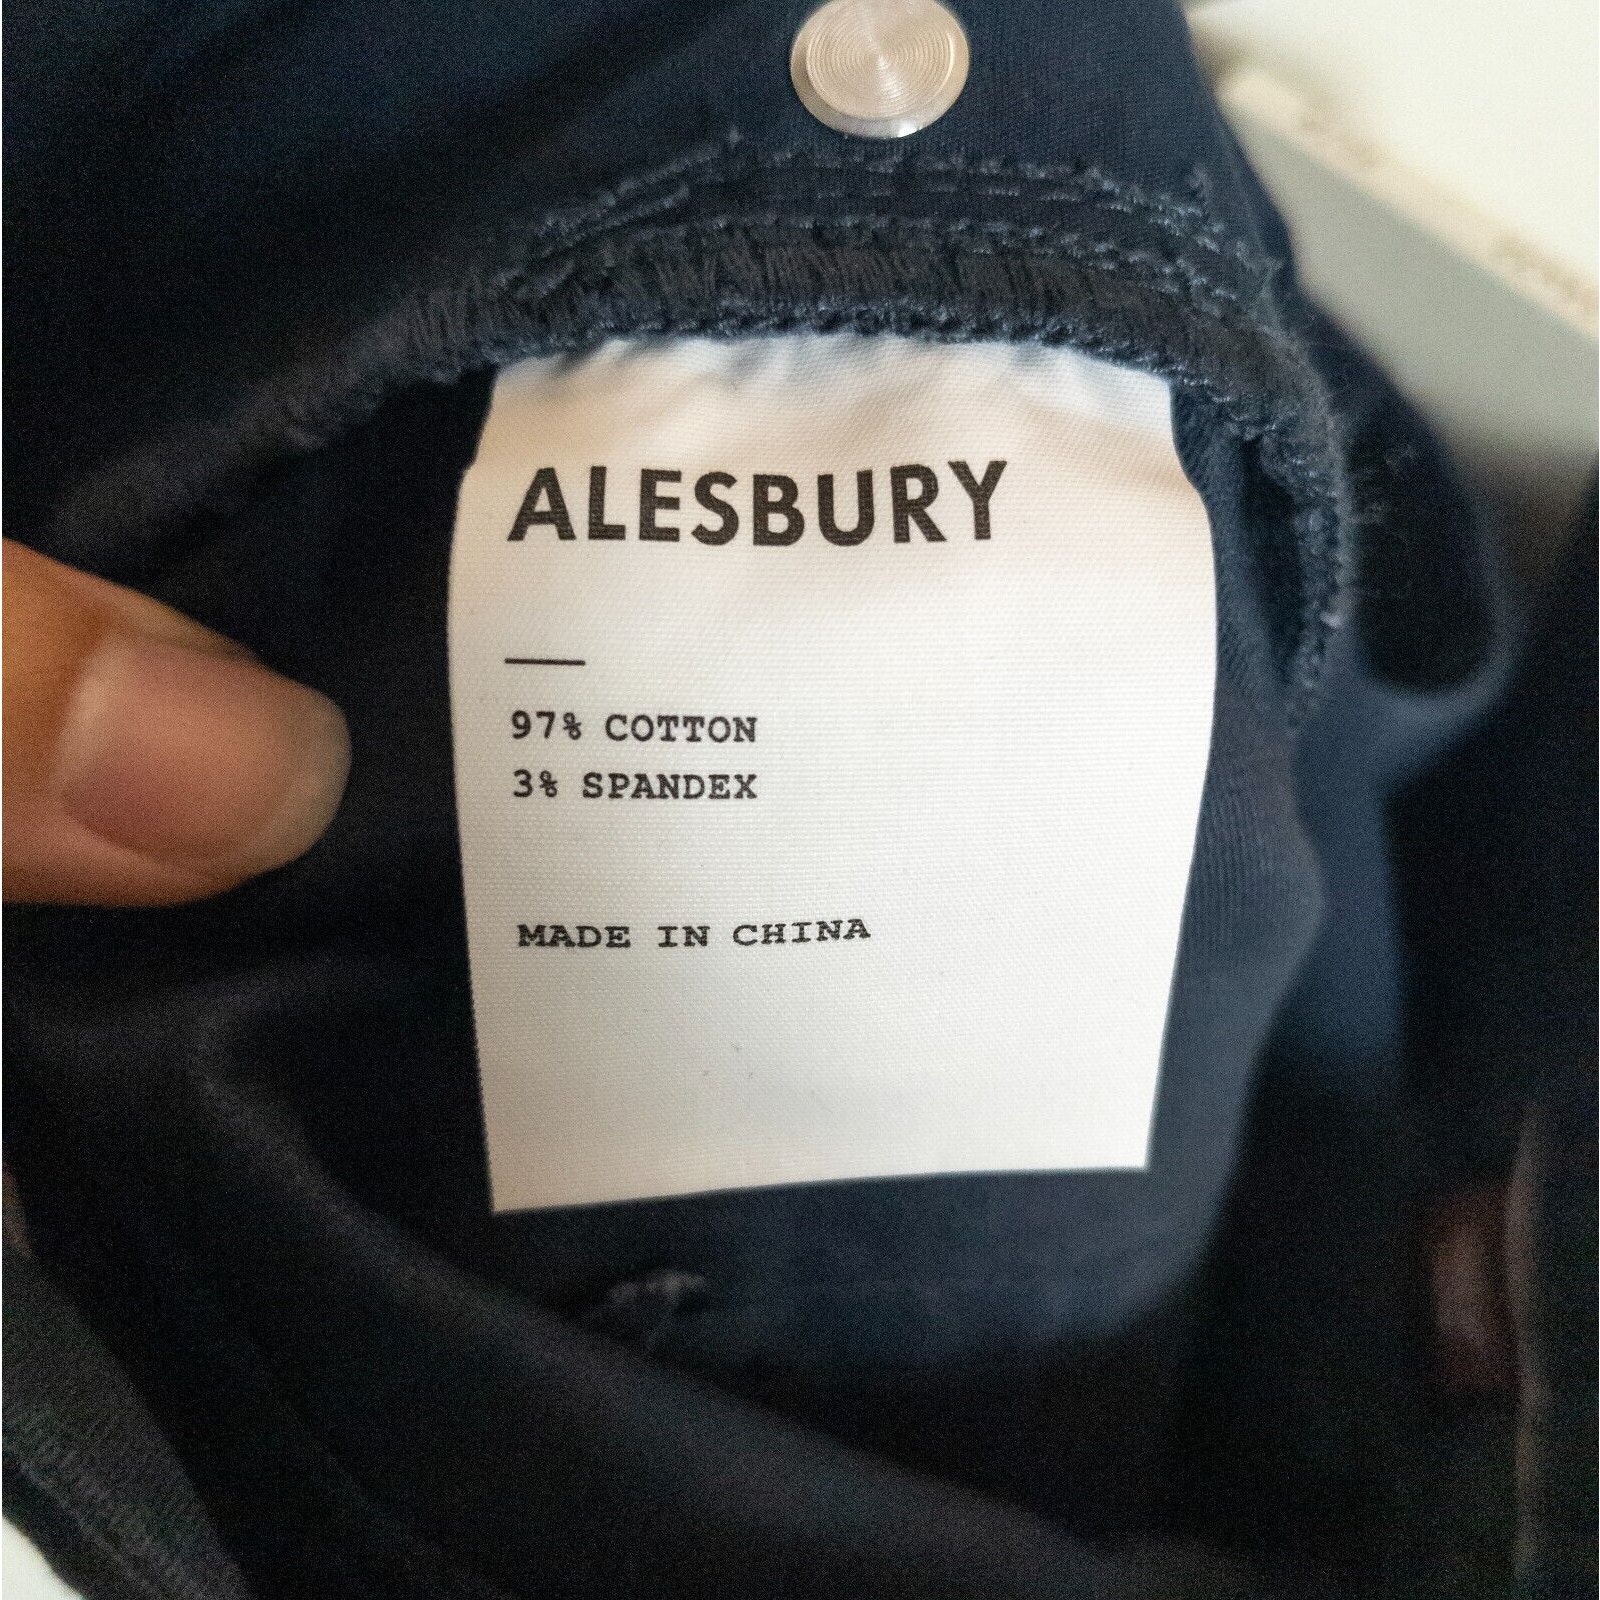 ALESBURY
97% COTTON
3% SPANDEX
MADE IN CHINA